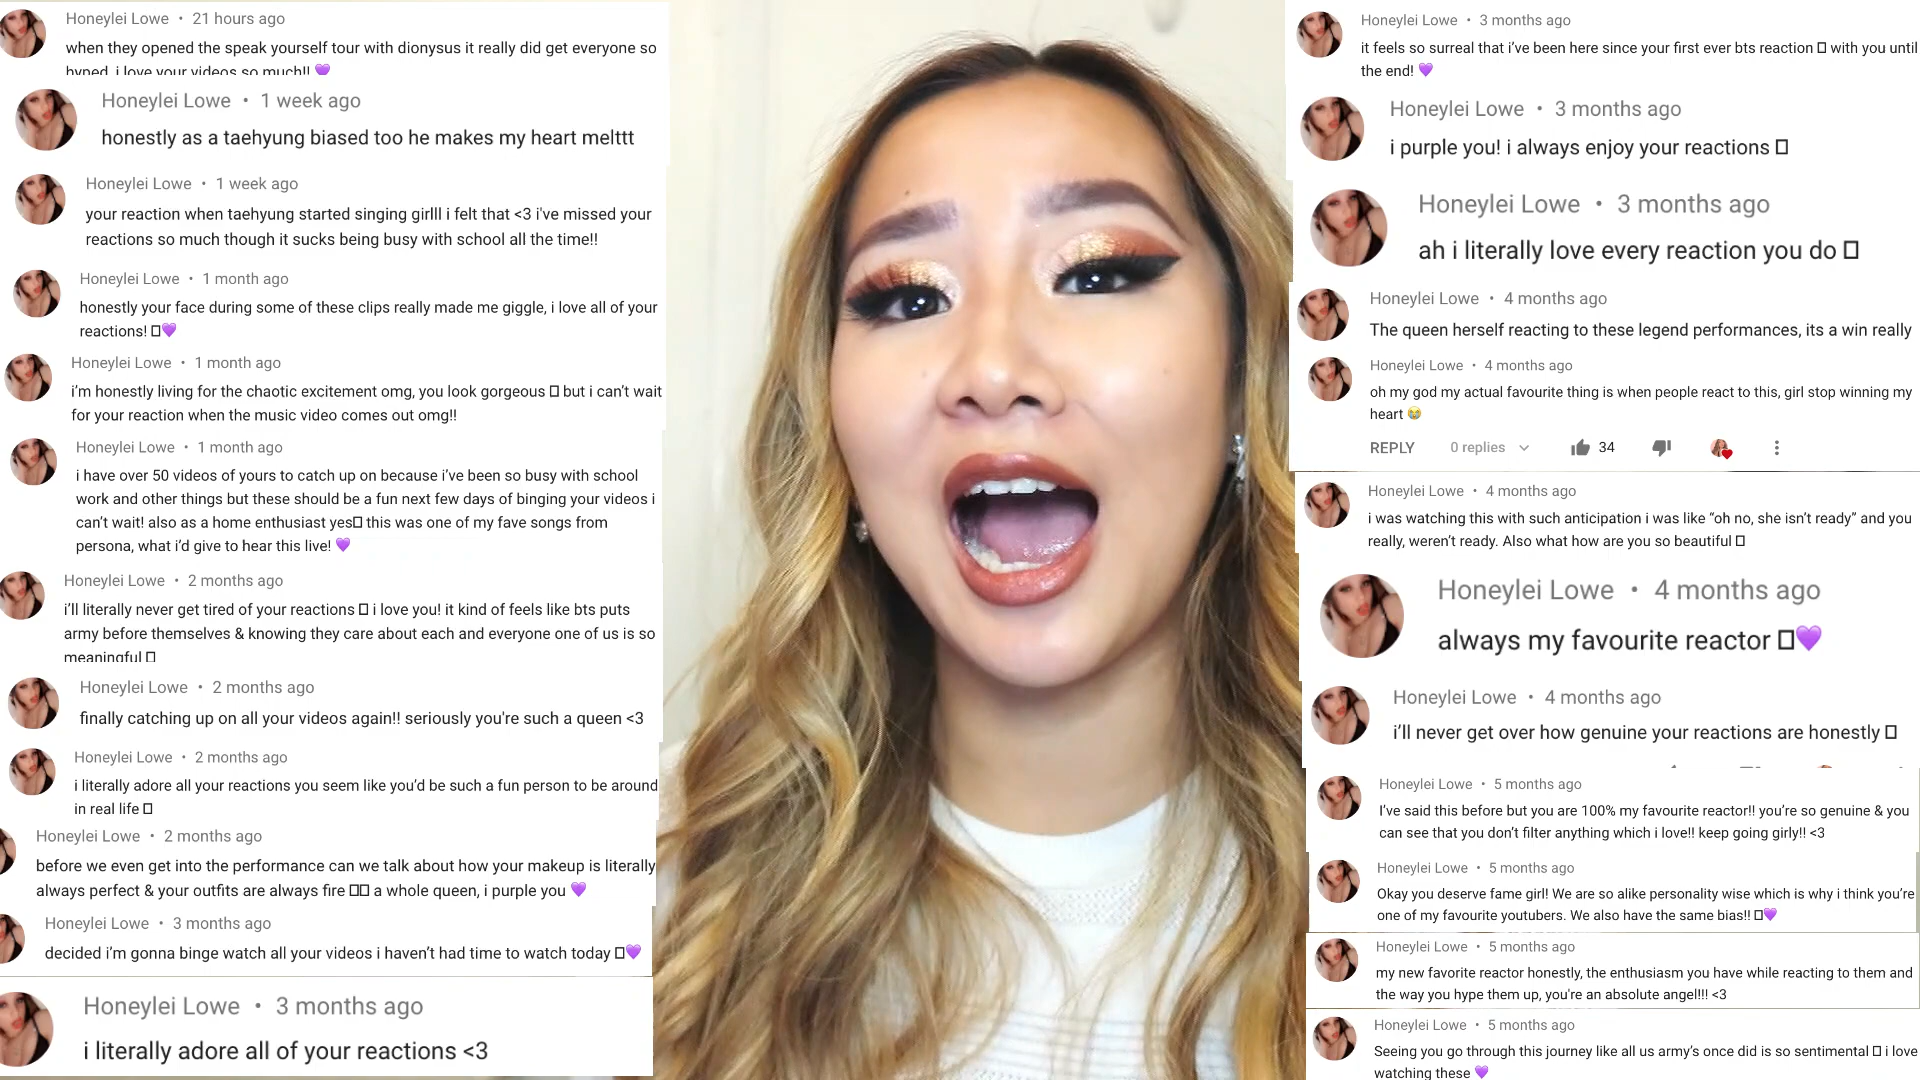 Honeylei Lowe • 21 hours ago
when they opened the speak yourself tour with dionysus it really did get everyone so
hyped, i love your videos so much!! 💜
Honeylei Lowe • 1 week ago
honestly as a taehyung biased too he makes my heart melttt
Honeylei Lowe • 1 week ago
your reaction when taehyung started singing girlll i felt that <3 i've missed your
reactions so much though it sucks being busy with school all the time!!
Honeylei Lowe • 1 month ago
honestly your face during some of these clips really made me giggle, i love all of your
reactions! 💜
Honeylei Lowe • 1 month ago
i'm honestly living for the chaotic excitement omg, you look gorgeous but i can't wait
for your reaction when the music video comes out omg!!
Honeylei Lowe • 1 month ago
i have over 50 videos of yours to catch up on because i've been so busy with school
work and other things but these should be a fun next few days of binging your videos i
can't wait! also as a home enthusiast yes this was one of my fave songs from
persona, what i'd give to hear this live! 💜
Honeylei Lowe • 2 months ago
i'll literally never get tired of your reactions i love you! it kind of feels like bts puts
army before themselves & knowing they care about each and everyone one of us is so
meaningful
Honeylei Lowe • 2 months ago
finally catching up on all your videos again!! seriously you're such a queen <3
Honeylei Lowe • 2 months ago
i literally adore all your reactions you seem like you'd be such a fun person to be around
in real life
Honeylei Lowe • 2 months ago
before we even get into the performance can we talk about how your makeup is literally
always perfect & your outfits are always fire a whole queen, i purple you 💜
Honeylei Lowe • 3 months ago
decided i'm gonna binge watch all your videos i haven't had time to watch today 💜
Honeylei Lowe • 3 months ago
i literally adore all of your reactions <3
Honeylei Lowe • 3 months ago
it feels so surreal that i've been here since your first ever bts reaction with you until
the end! 💜
Honeylei Lowe • 3 months ago
i purple you! i always enjoy your reactions
Honeylei Lowe • 3 months ago
ah i literally love every reaction you do
Honeylei Lowe • 4 months ago
The queen herself reacting to these legend performances, its a win really
Honeylei Lowe • 4 months ago
oh my god my actual favourite thing is when people react to this, girl stop winning my
heart 😭
REPLY 0 replies 34
Honeylei Lowe • 4 months ago
i was watching this with such anticipation i was like “oh no, she isn't ready” and you
really, weren't ready. Also what how are you so beautiful
Honeylei Lowe • 4 months ago
always my favourite reactor 💜
Honeylei Lowe • 4 months ago
i'll never get over how genuine your reactions are honestly
Honeylei Lowe • 5 months ago
I've said this before but you are 100% my favourite reactor!! you're so genuine & you
can see that you don't filter anything which i love!! keep going girly!! <3
Honeylei Lowe • 5 months ago
Okay you deserve fame girl! We are so alike personality wise which is why i think you're
one of my favourite youtubers. We also have the same bias!! 💜
Honeylei Lowe • 5 months ago
my new favorite reactor honestly, the enthusiasm you have while reacting to them and
the way you hype them up, you're an absolute angel!!! <3
Honeylei Lowe • 5 months ago
Seeing you go through this journey like all us army's once did is so sentimental i love
watching these 💜